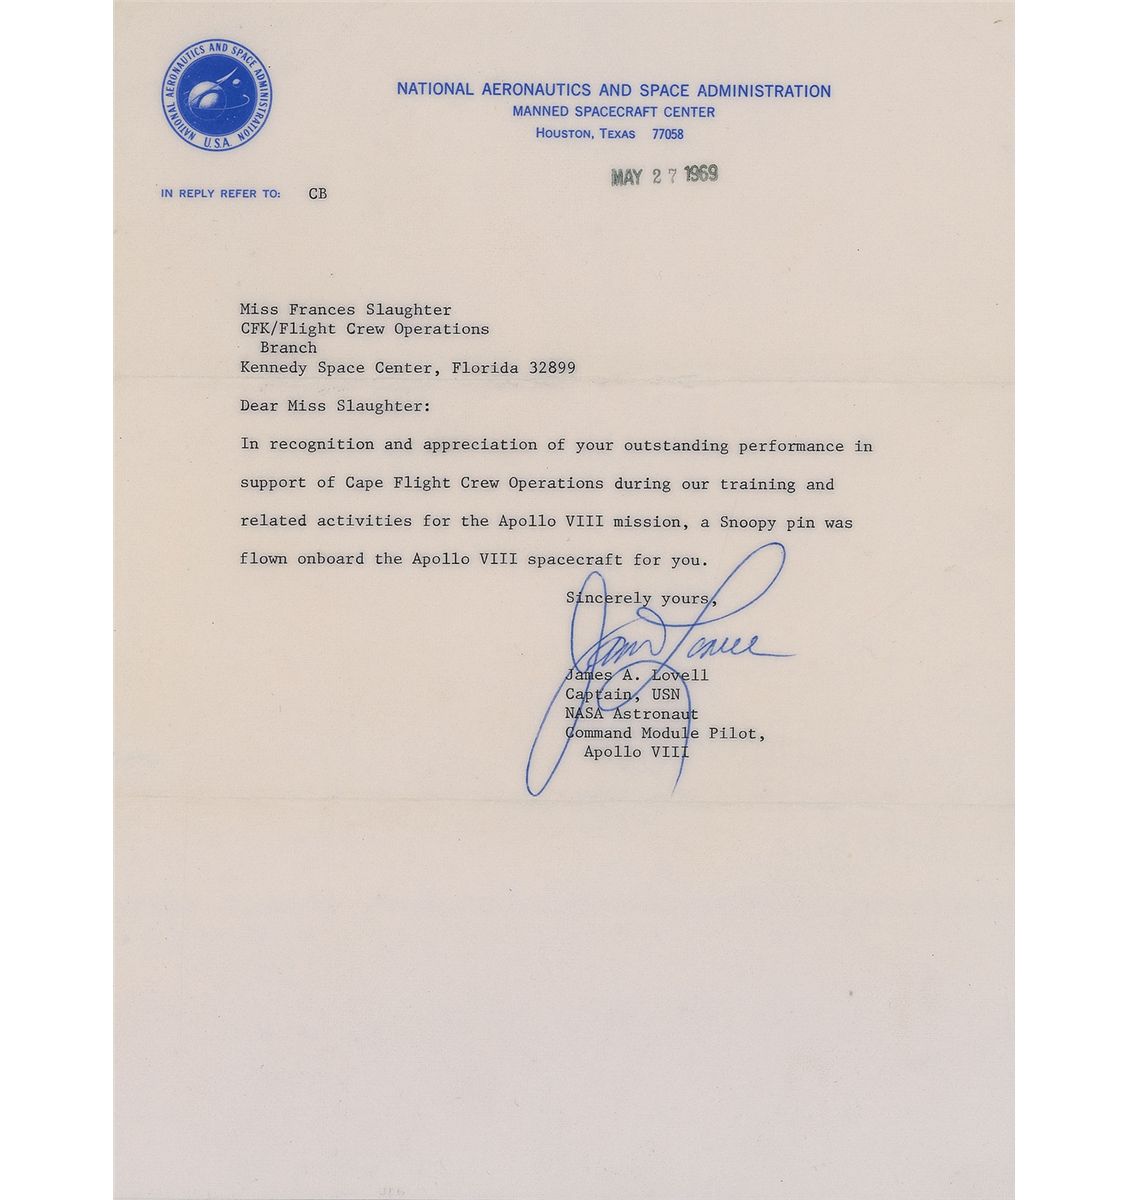 NATIONAL AERONAUTICS AND SPACE ADMINISTRATION
U.S.A.
NATIONAL AERONAUTICS AND SPACE ADMINISTRATION
MANNED SPACECRAFT CENTER
HOUSTON, TEXAS 77058
MAY 27 1969
IN REPLY REFER TO: CB
Miss Frances Slaughter
CFK/Flight Crew Operations
Branch
Kennedy Space Center, Florida 32899
Dear Miss Slaughter:
In recognition and appreciation of your outstanding performance in
support of Cape Flight Crew Operations during our training and
related activities for the Apollo VIII mission, a Snoopy pin was
flown onboard the Apollo VIII spacecraft for you.
Sincerely yours,
James Lovell
James A. Lovell
Captain, USN
NASA Astronaut
Command Module Pilot,
Apollo VIII